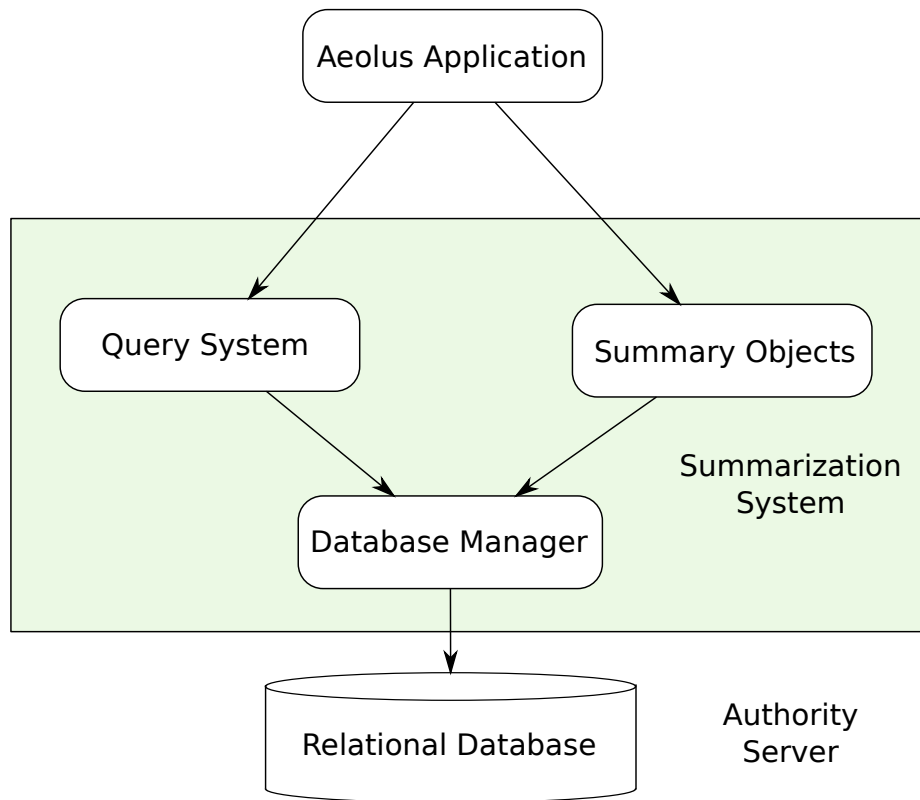 Aeolus Application
Query System
Summary Objects
Summarization
System
Database Manager
Relational Database
Authority
Server